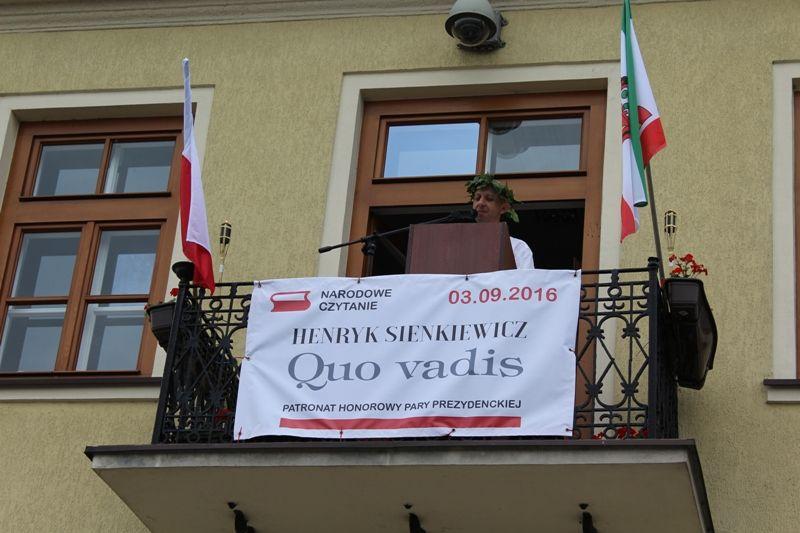 NARODOWE
CZYTANIE
03.09.2016
HENRYK SIENKIEWICZ
Quo vadis
PATRONAT HONOROWY PARY PREZYDENCKIEJ